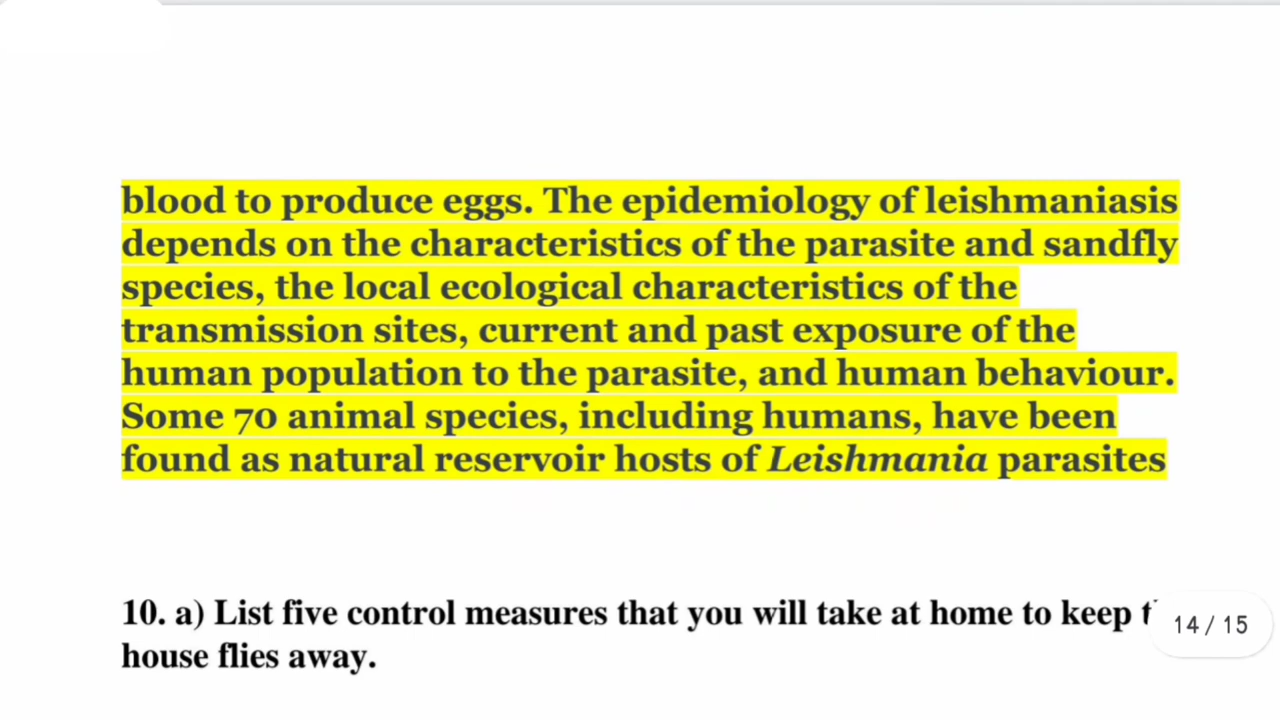 blood to produce eggs. The epidemiology of leishmaniasis
depends on the characteristics of the parasite and sandfly
species, the local ecological characteristics of the
transmission sites, current and past exposure of the
human population to the parasite, and human behaviour.
Some 70 animal species, including humans, have been
found as natural reservoir hosts of Leishmania parasites
10. a) List five control measures that you will take at home to keep
house flies away.
14 / 15